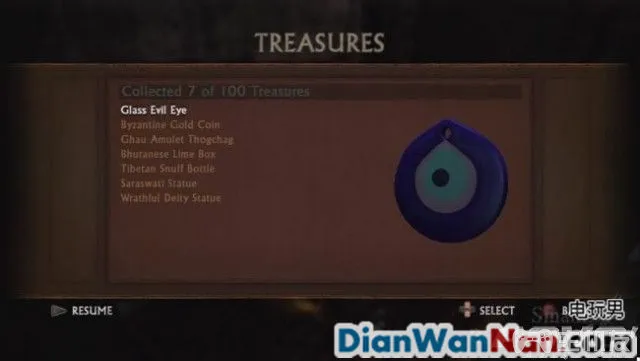 TREASURES
Collected 7 of 100 Treasures
Glass Evil Eye
Byzantine Gold Coin
Ghau Amulet Thogchag
Bhutanese Lime Box
Tibetan Snuff Bottle
Saraswati Statue
Wrathful Deity Statue
RESUME
SELECT
电玩男
DianWanNan.com